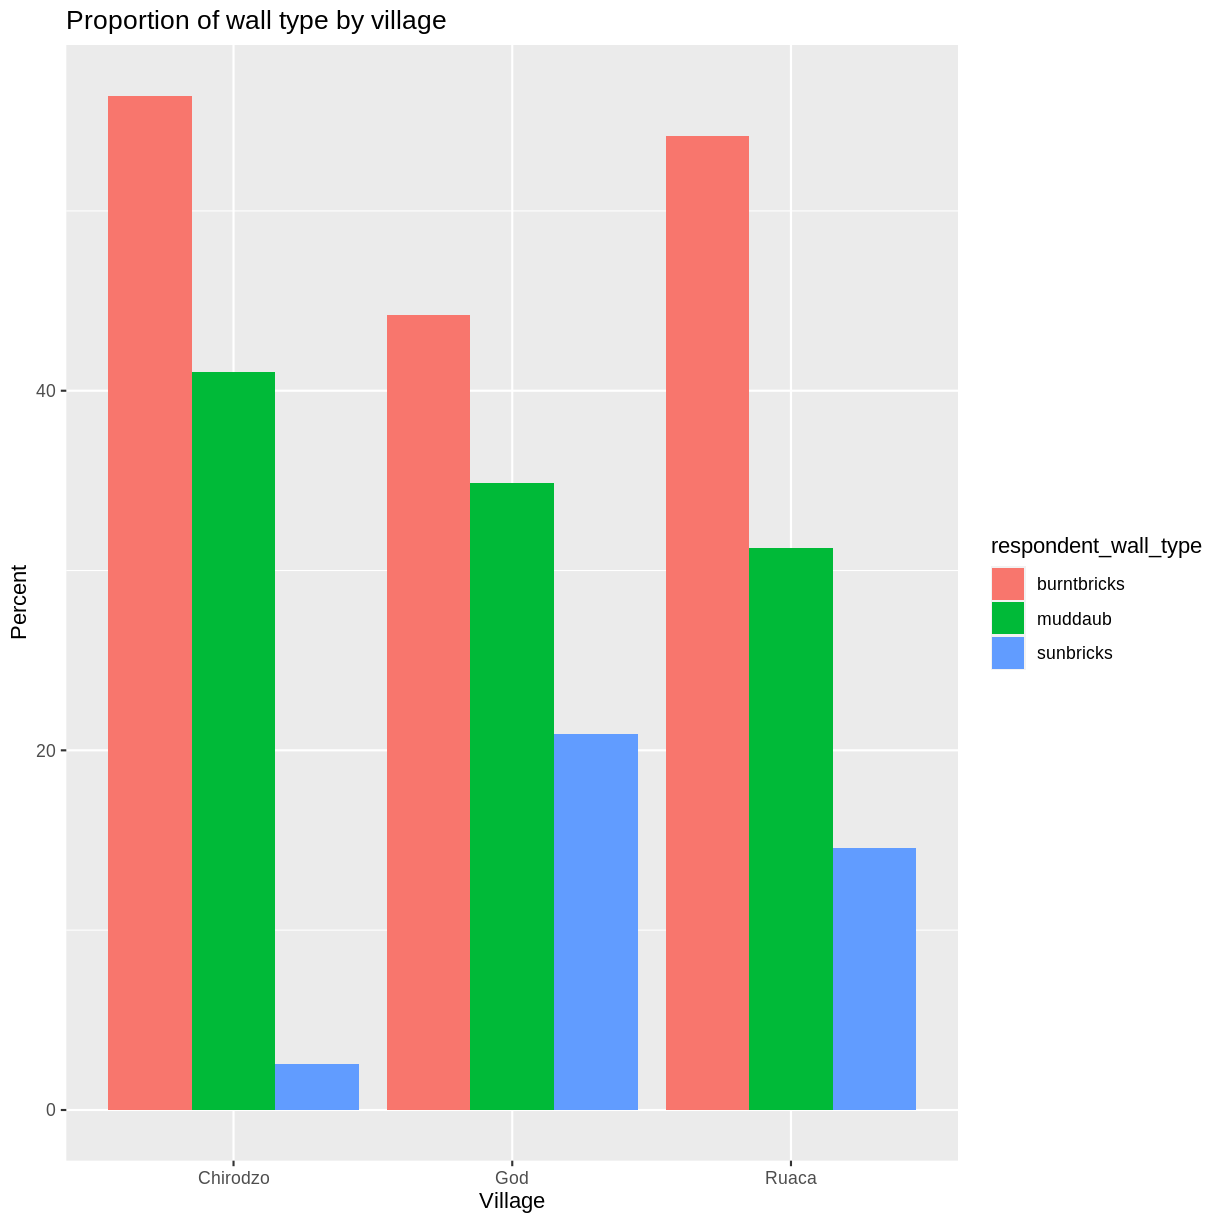 Proportion of wall type by village
Percent
40
20
0
Chirodzo God Ruaca
Village
respondent_wall_type
burntbricks
muddaub
sunbricks